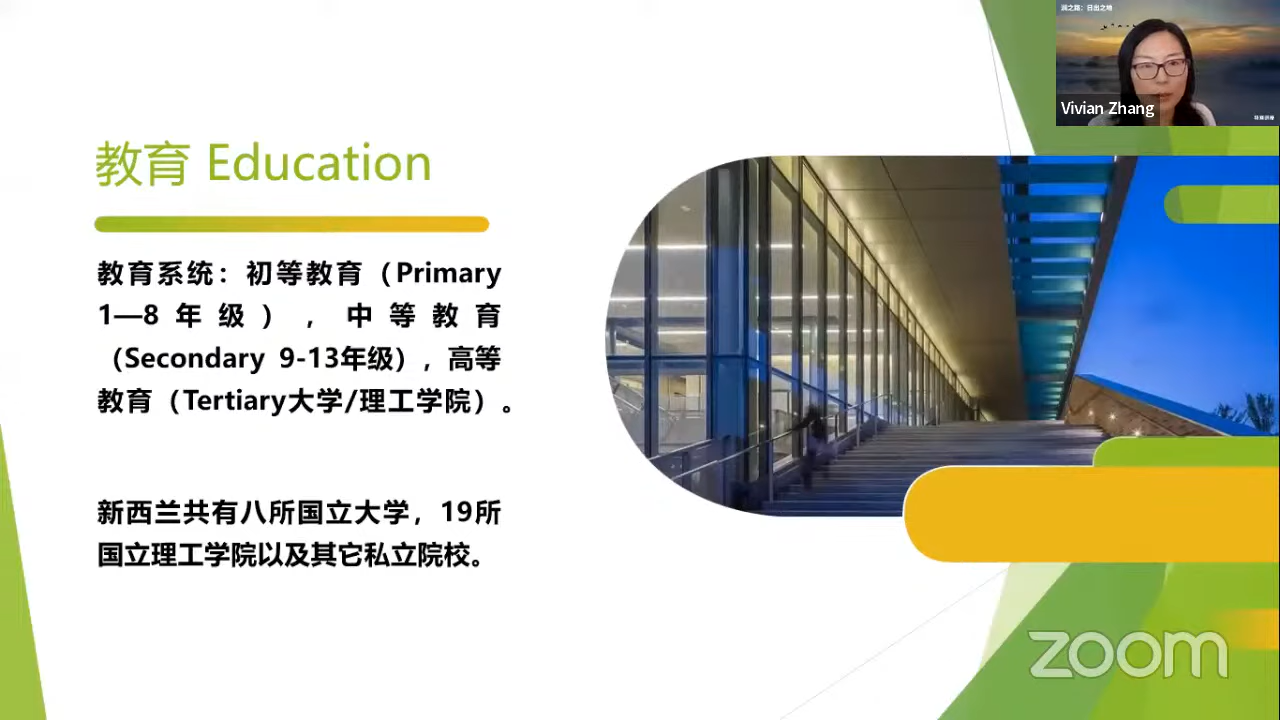 教育 Education
教育系统：初等教育（Primary
1—8年级），中等教育
（Secondary 9-13年级），高等
教育（Tertiary大学/理工学院）。
新西兰共有八所国立大学，19所
国立理工学院以及其它私立院校。
Vivian Zhang
zoom